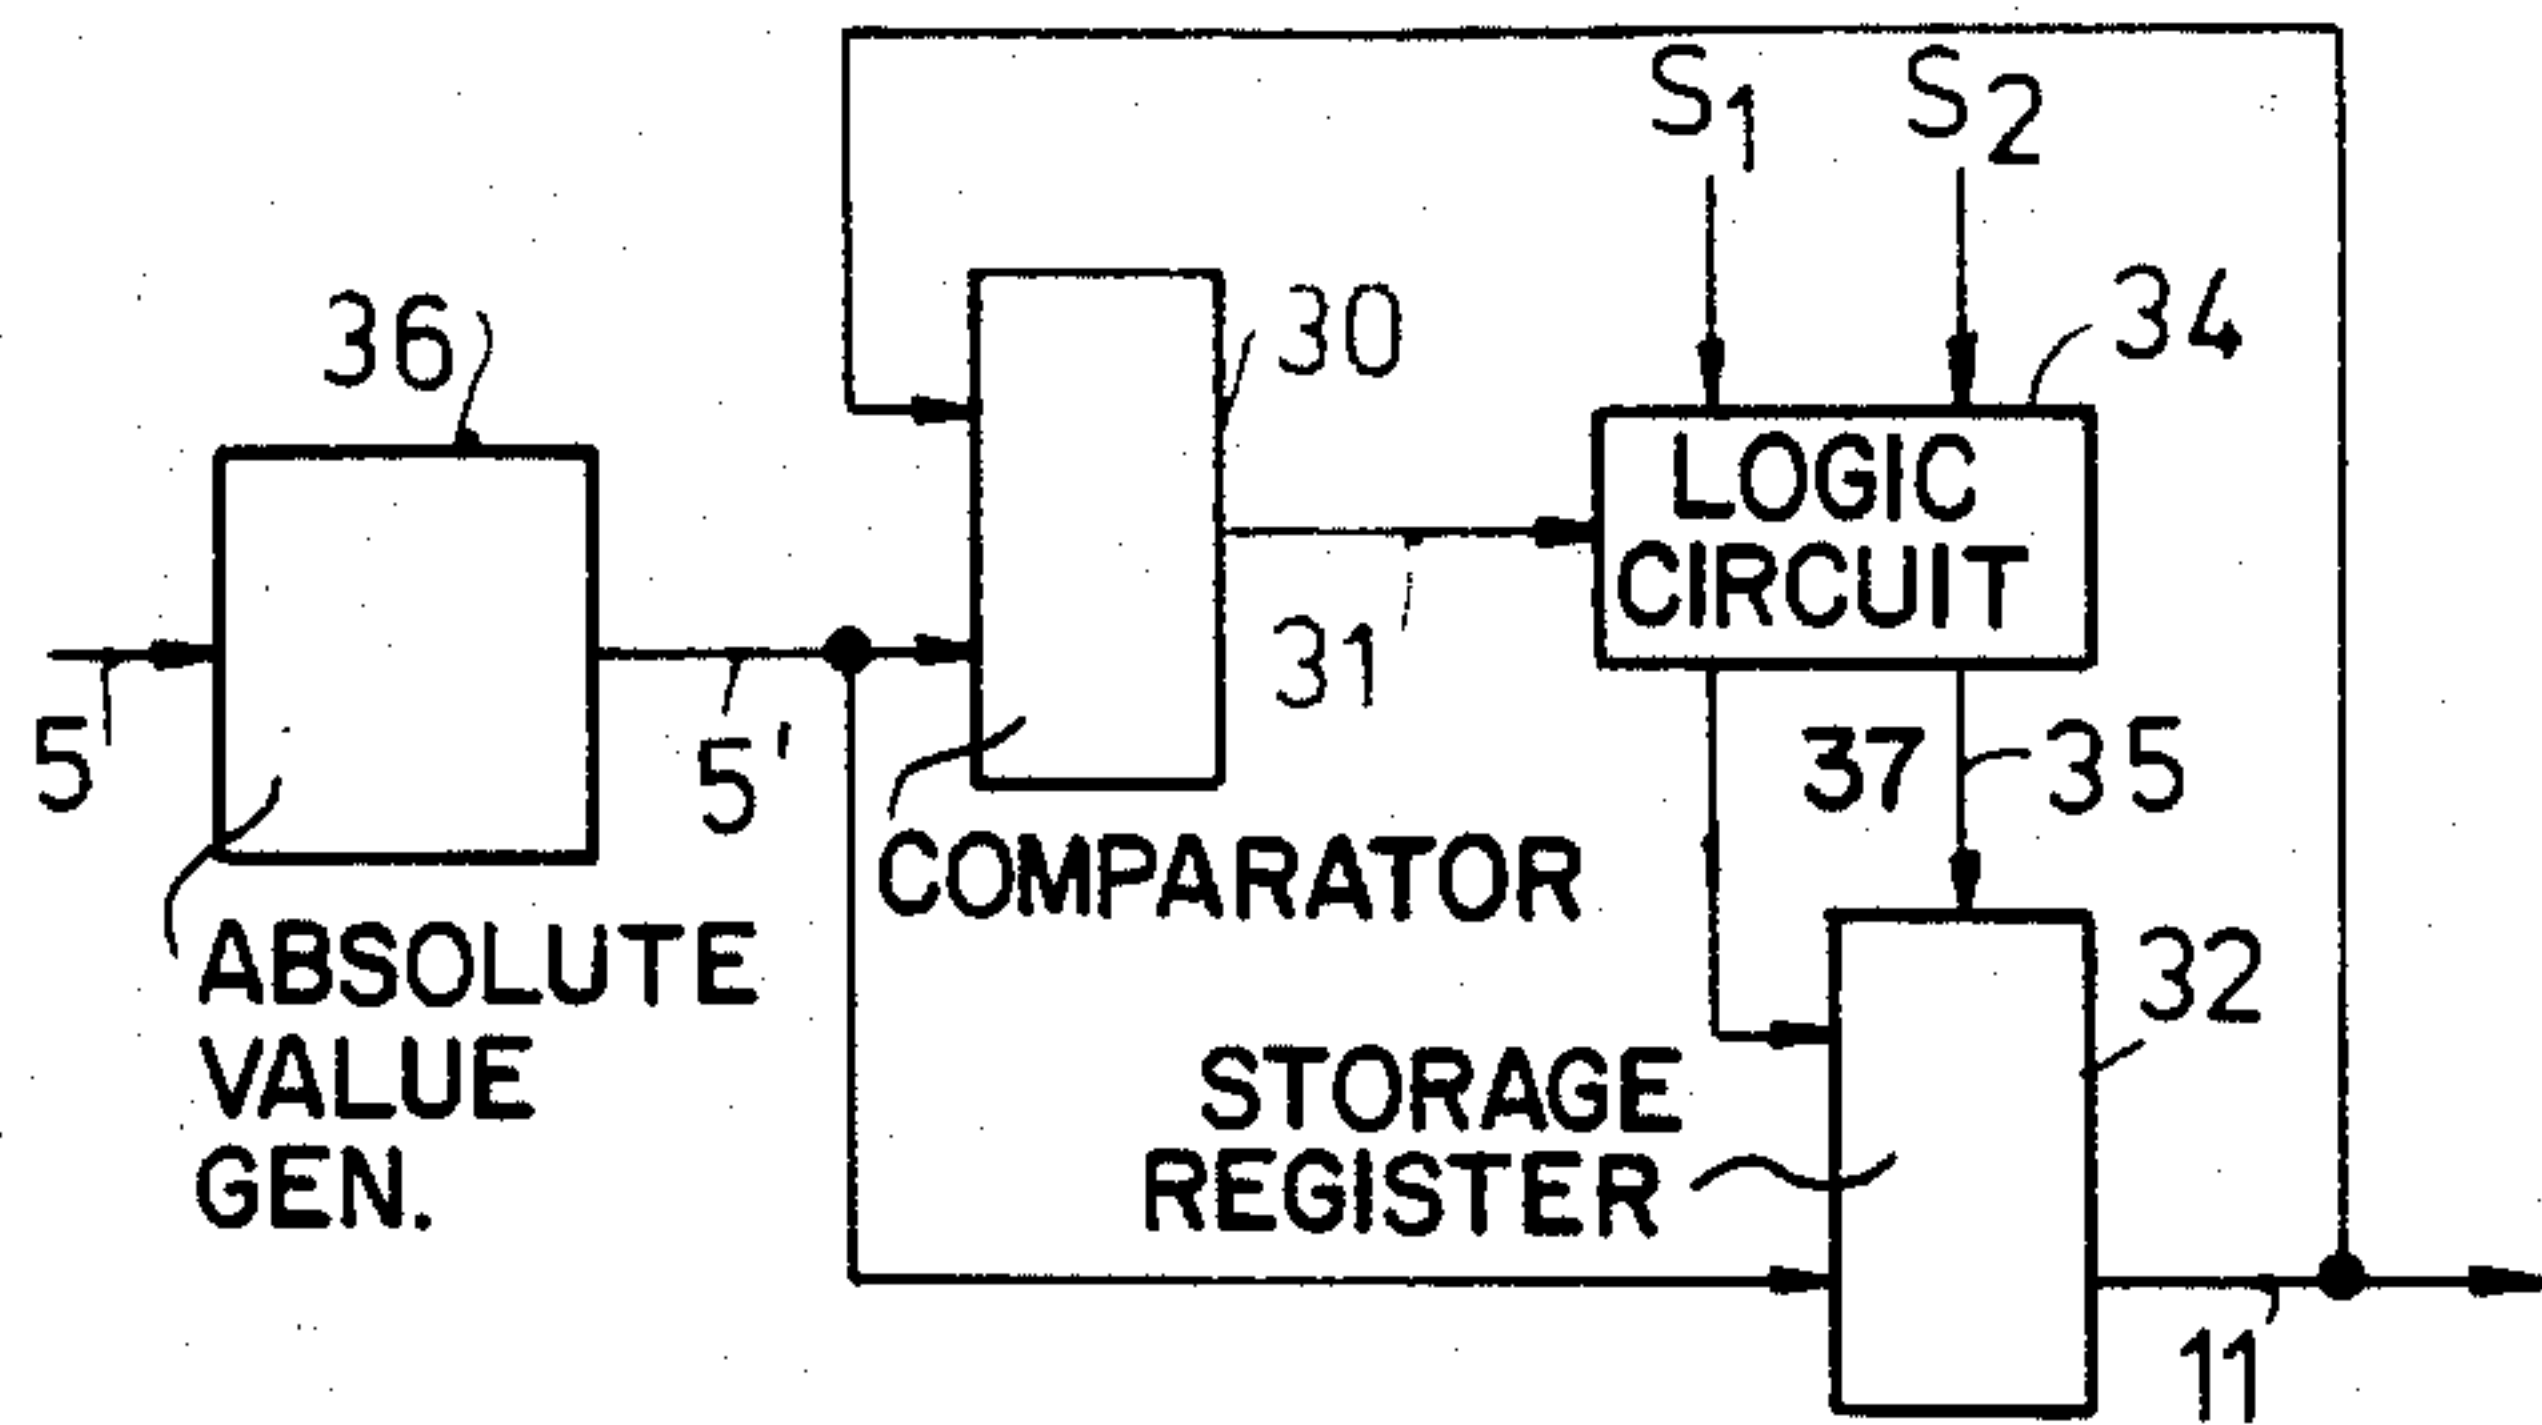 S1
S2
36
30
34
LOGIC
CIRCUIT
31
5
5'
37
35
COMPARATOR
32
ABSOLUTE
VALUE
GEN.
STORAGE
REGISTER
11